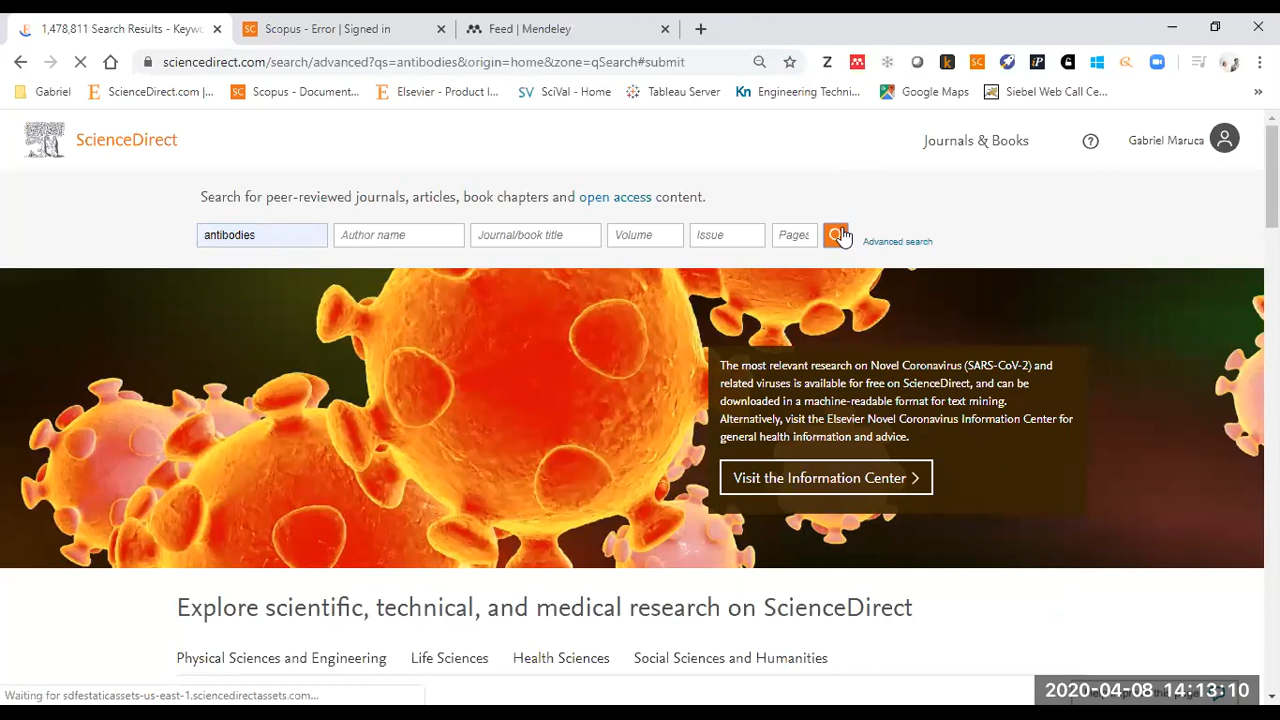 1,478,811 Search Results - Keywo
Scopus - Error | Signed in
Feed | Mendeley
sciencedirect.com/search/advanced?qs=antibodies&origin=home&zone=qSearch#submit
Gabriel
ScienceDirect.com |...
Scopus - Document...
Elsevier - Product I...
SciVal - Home
Tableau Server
Engineering Techni...
Google Maps
Siebel Web Call Ce...
ScienceDirect
Journals & Books
Gabriel Maruca
Search for peer-reviewed journals, articles, book chapters and open access content.
antibodies
Author name
Journal/book title
Volume
Issue
Pages
Advanced search
The most relevant research on Novel Coronavirus (SARS-CoV-2) and
related viruses is available for free on ScienceDirect, and can be
downloaded in a machine-readable format for text mining.
Alternatively, visit the Elsevier Novel Coronavirus Information Center for
general health information and advice.
Visit the Information Center >
Explore scientific, technical, and medical research on ScienceDirect
Physical Sciences and Engineering
Life Sciences
Health Sciences
Social Sciences and Humanities
Waiting for sdfestaticassets-us-east-1.sciencedirectassets.com...
2020-04-08 14:13:10